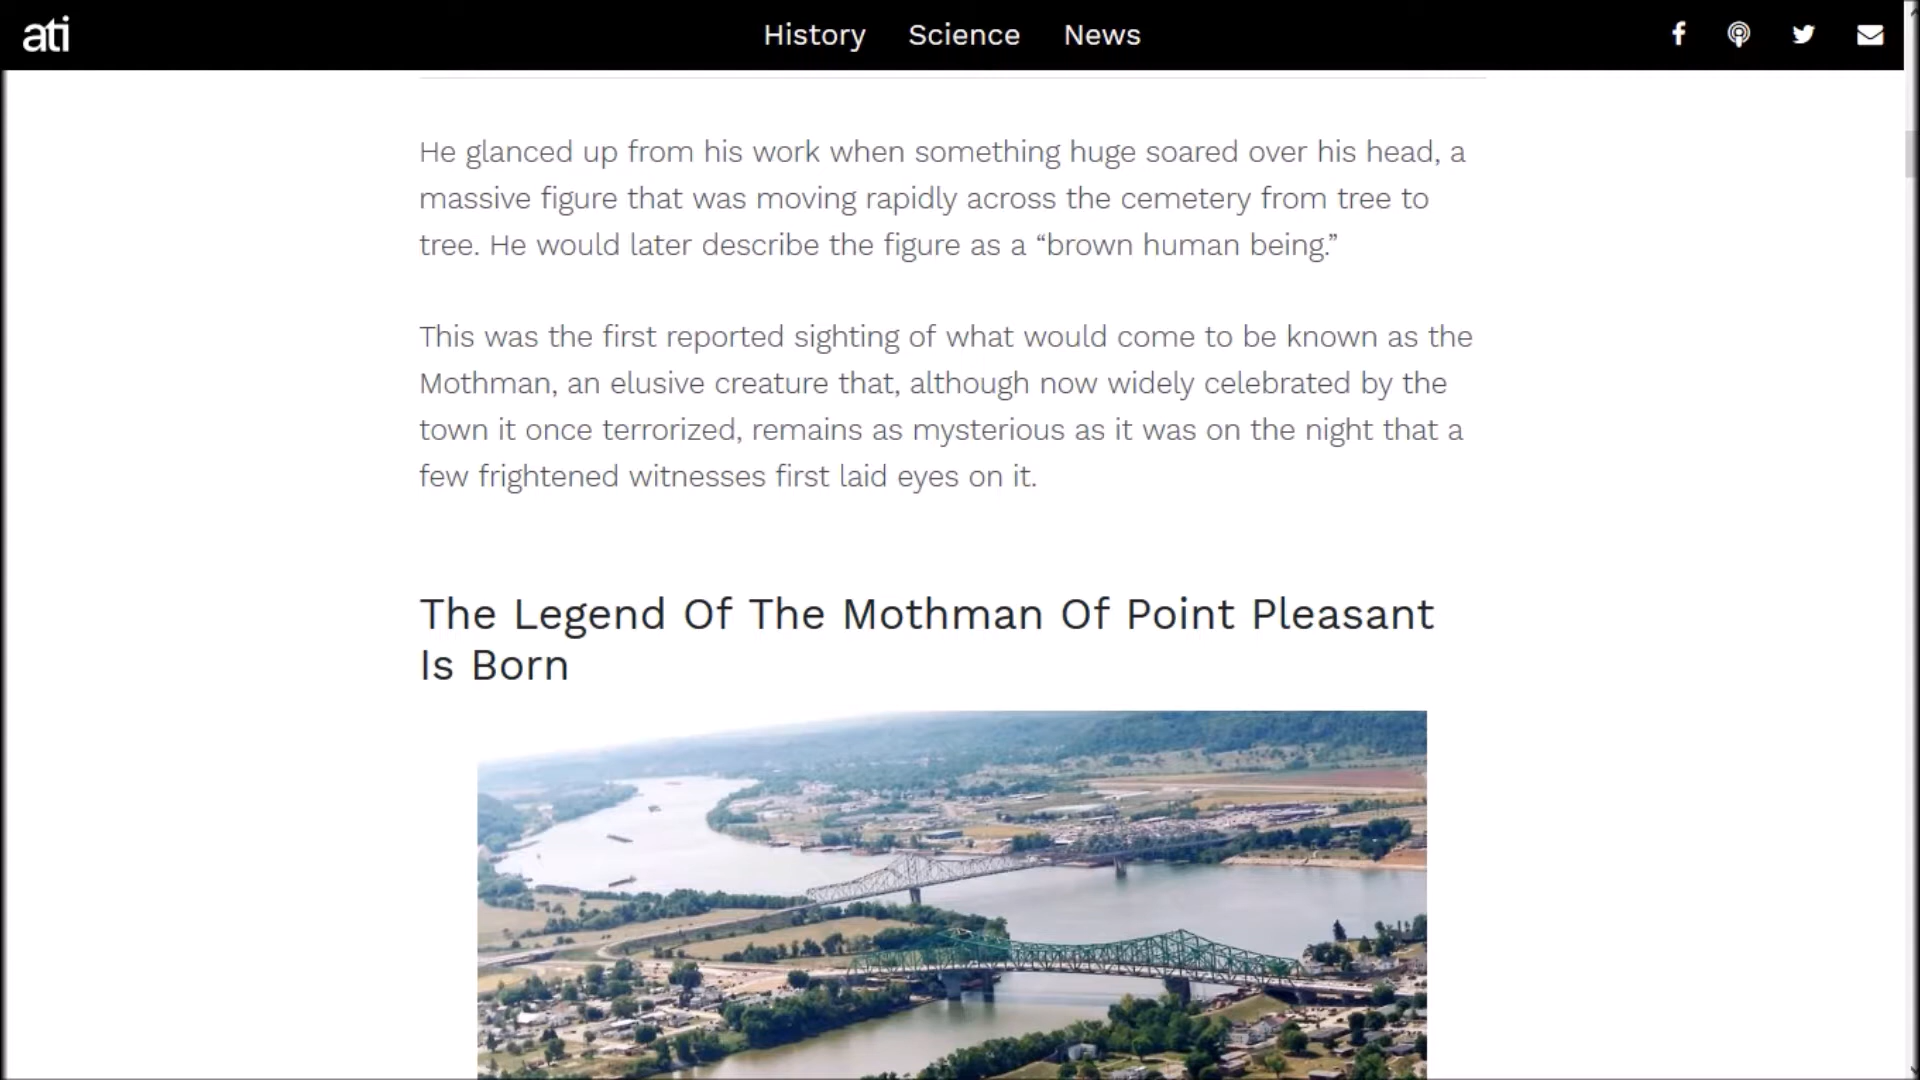 ati
History Science News
He glanced up from his work when something huge soared over his head, a
massive figure that was moving rapidly across the cemetery from tree to
tree. He would later describe the figure as a “brown human being.”
This was the first reported sighting of what would come to be known as the
Mothman, an elusive creature that, although now widely celebrated by the
town it once terrorized, remains as mysterious as it was on the night that a
few frightened witnesses first laid eyes on it.
The Legend Of The Mothman Of Point Pleasant
Is Born